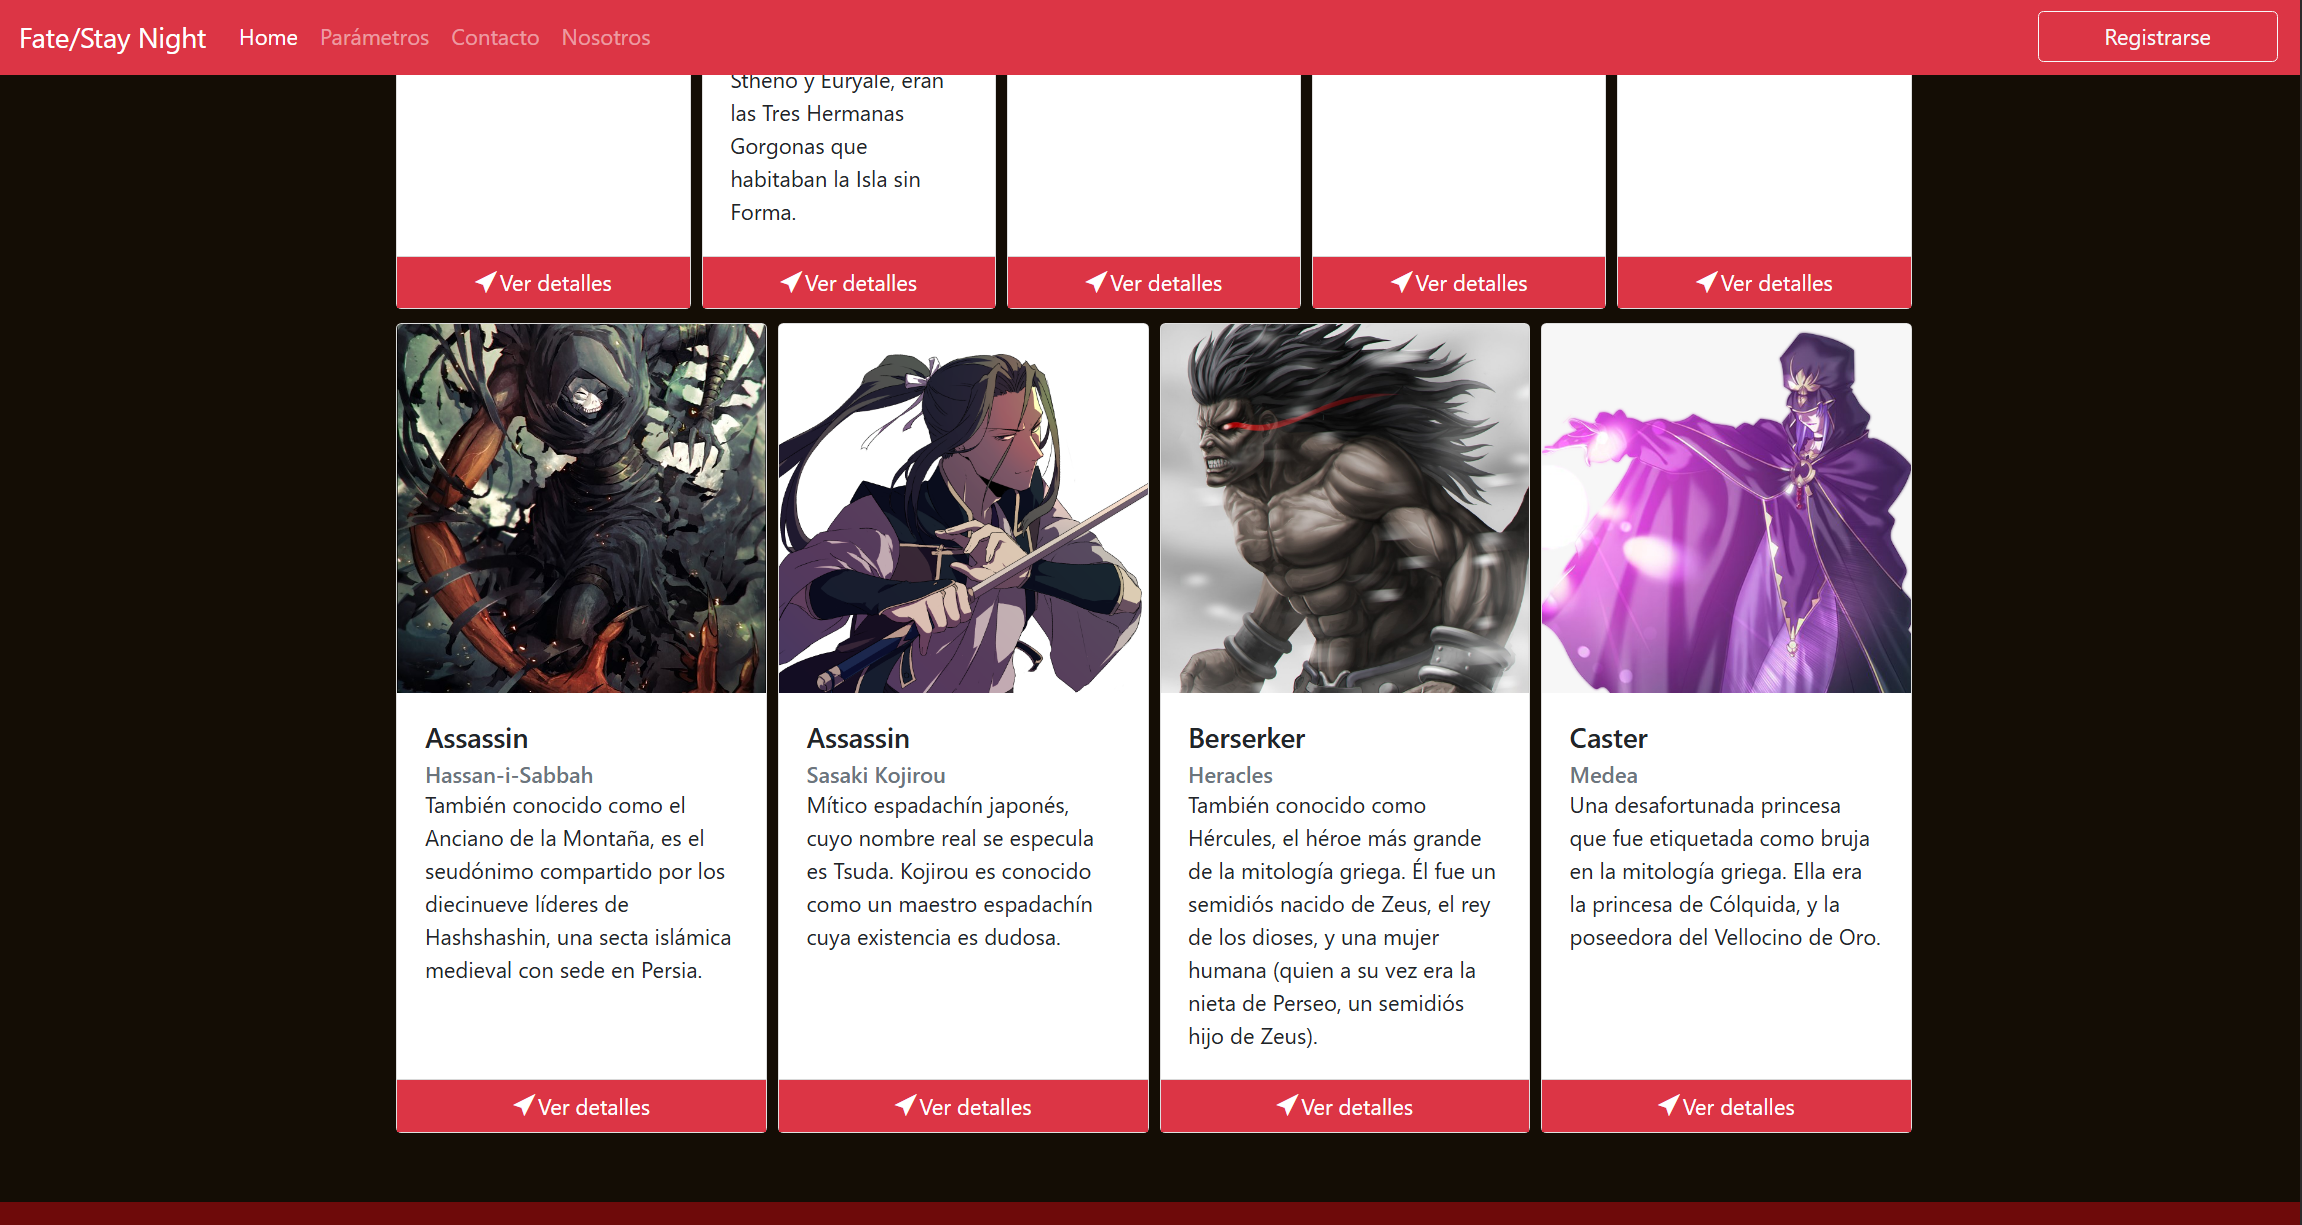 Fate/Stay Night Home Parámetros Contacto Nosotros Registrarse
Stheno y Euryale, eran
las Tres Hermanas
Gorgonas que
habitaban la Isla sin
Forma.
Ver detalles
Ver detalles
Ver detalles
Ver detalles
Ver detalles
Assassin
Hassan-i-Sabbah
También conocido como el
Anciano de la Montaña, es el
seudónimo compartido por los
diecinueve líderes de
Hashshashin, una secta islámica
medieval con sede en Persia.
Ver detalles
Assassin
Sasaki Kojirou
Mítico espadachín japonés,
cuyo nombre real se especula
es Tsuda. Kojirou es conocido
como un maestro espadachín
cuya existencia es dudosa.
Ver detalles
Berserker
Heracles
También conocido como
Hércules, el héroe más grande
de la mitología griega. Él fue un
semidiós nacido de Zeus, el rey
de los dioses, y una mujer
humana (quien a su vez era la
nieta de Perseo, un semidiós
hijo de Zeus).
Ver detalles
Caster
Medea
Una desafortunada princesa
que fue etiquetada como bruja
en la mitología griega. Ella era
la princesa de Cólquida, y la
poseedora del Vellocino de Oro.
Ver detalles